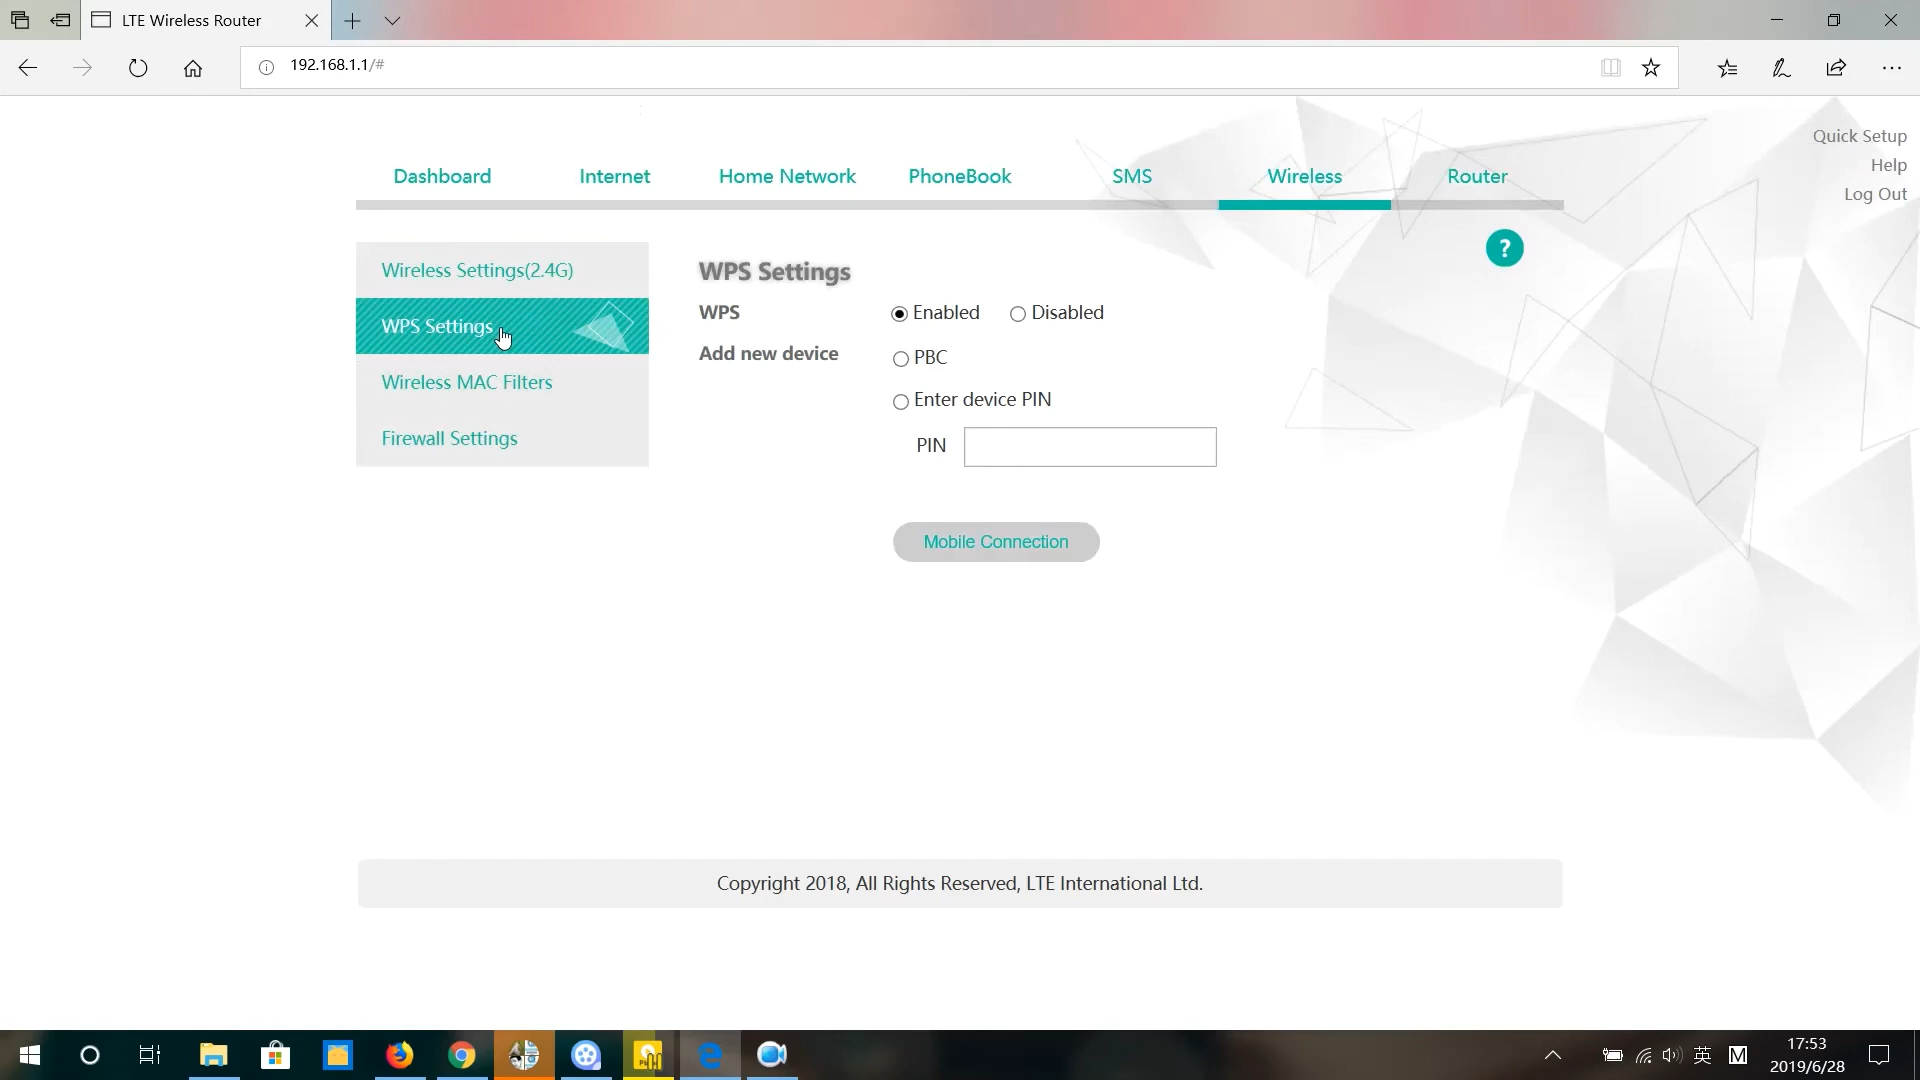 LTE Wireless Router
192.168.1.1/#
Quick Setup
Help
Log Out
Dashboard Internet Home Network PhoneBook SMS Wireless Router
?
Wireless Settings(2.4G)
WPS Settings
Wireless MAC Filters
Firewall Settings
WPS Settings
WPS Enabled Disabled
Add new device PBC
Enter device PIN
PIN
Mobile Connection
Copyright 2018, All Rights Reserved, LTE International Ltd.
英 M 17:53
2019/6/28